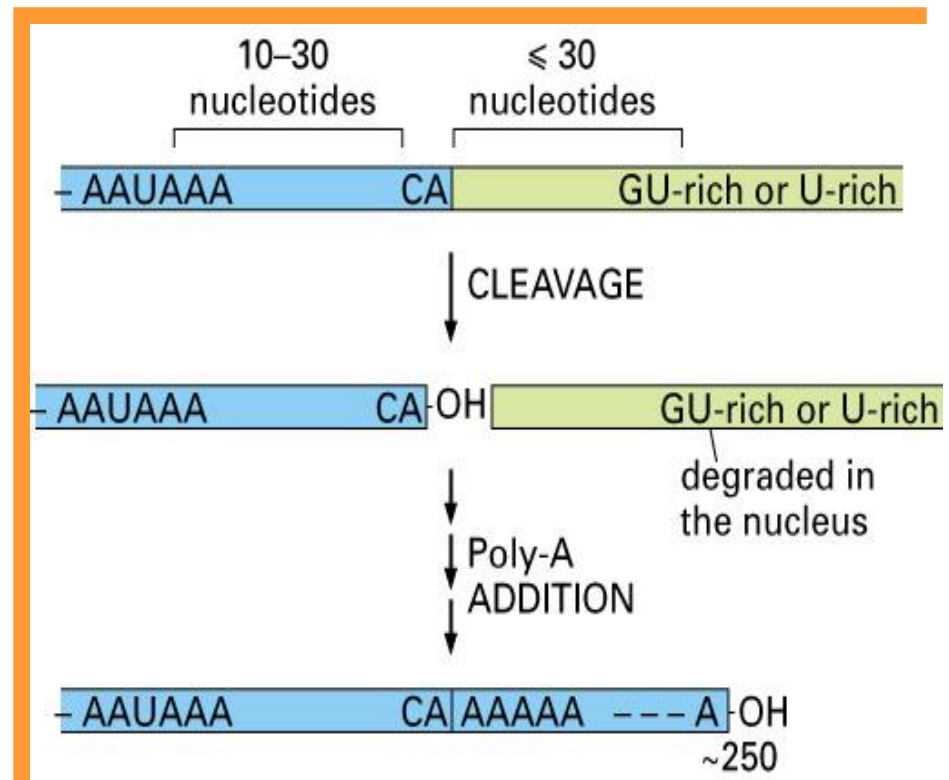 10–30
nucleotides
⩽ 30
nucleotides
– AAUAAA CA GU-rich or U-rich
CLEAVAGE
– AAUAAA CA-OH GU-rich or U-rich
degraded in
the nucleus
Poly-A
ADDITION
– AAUAAA CA AAAAA – – – A-OH
~250